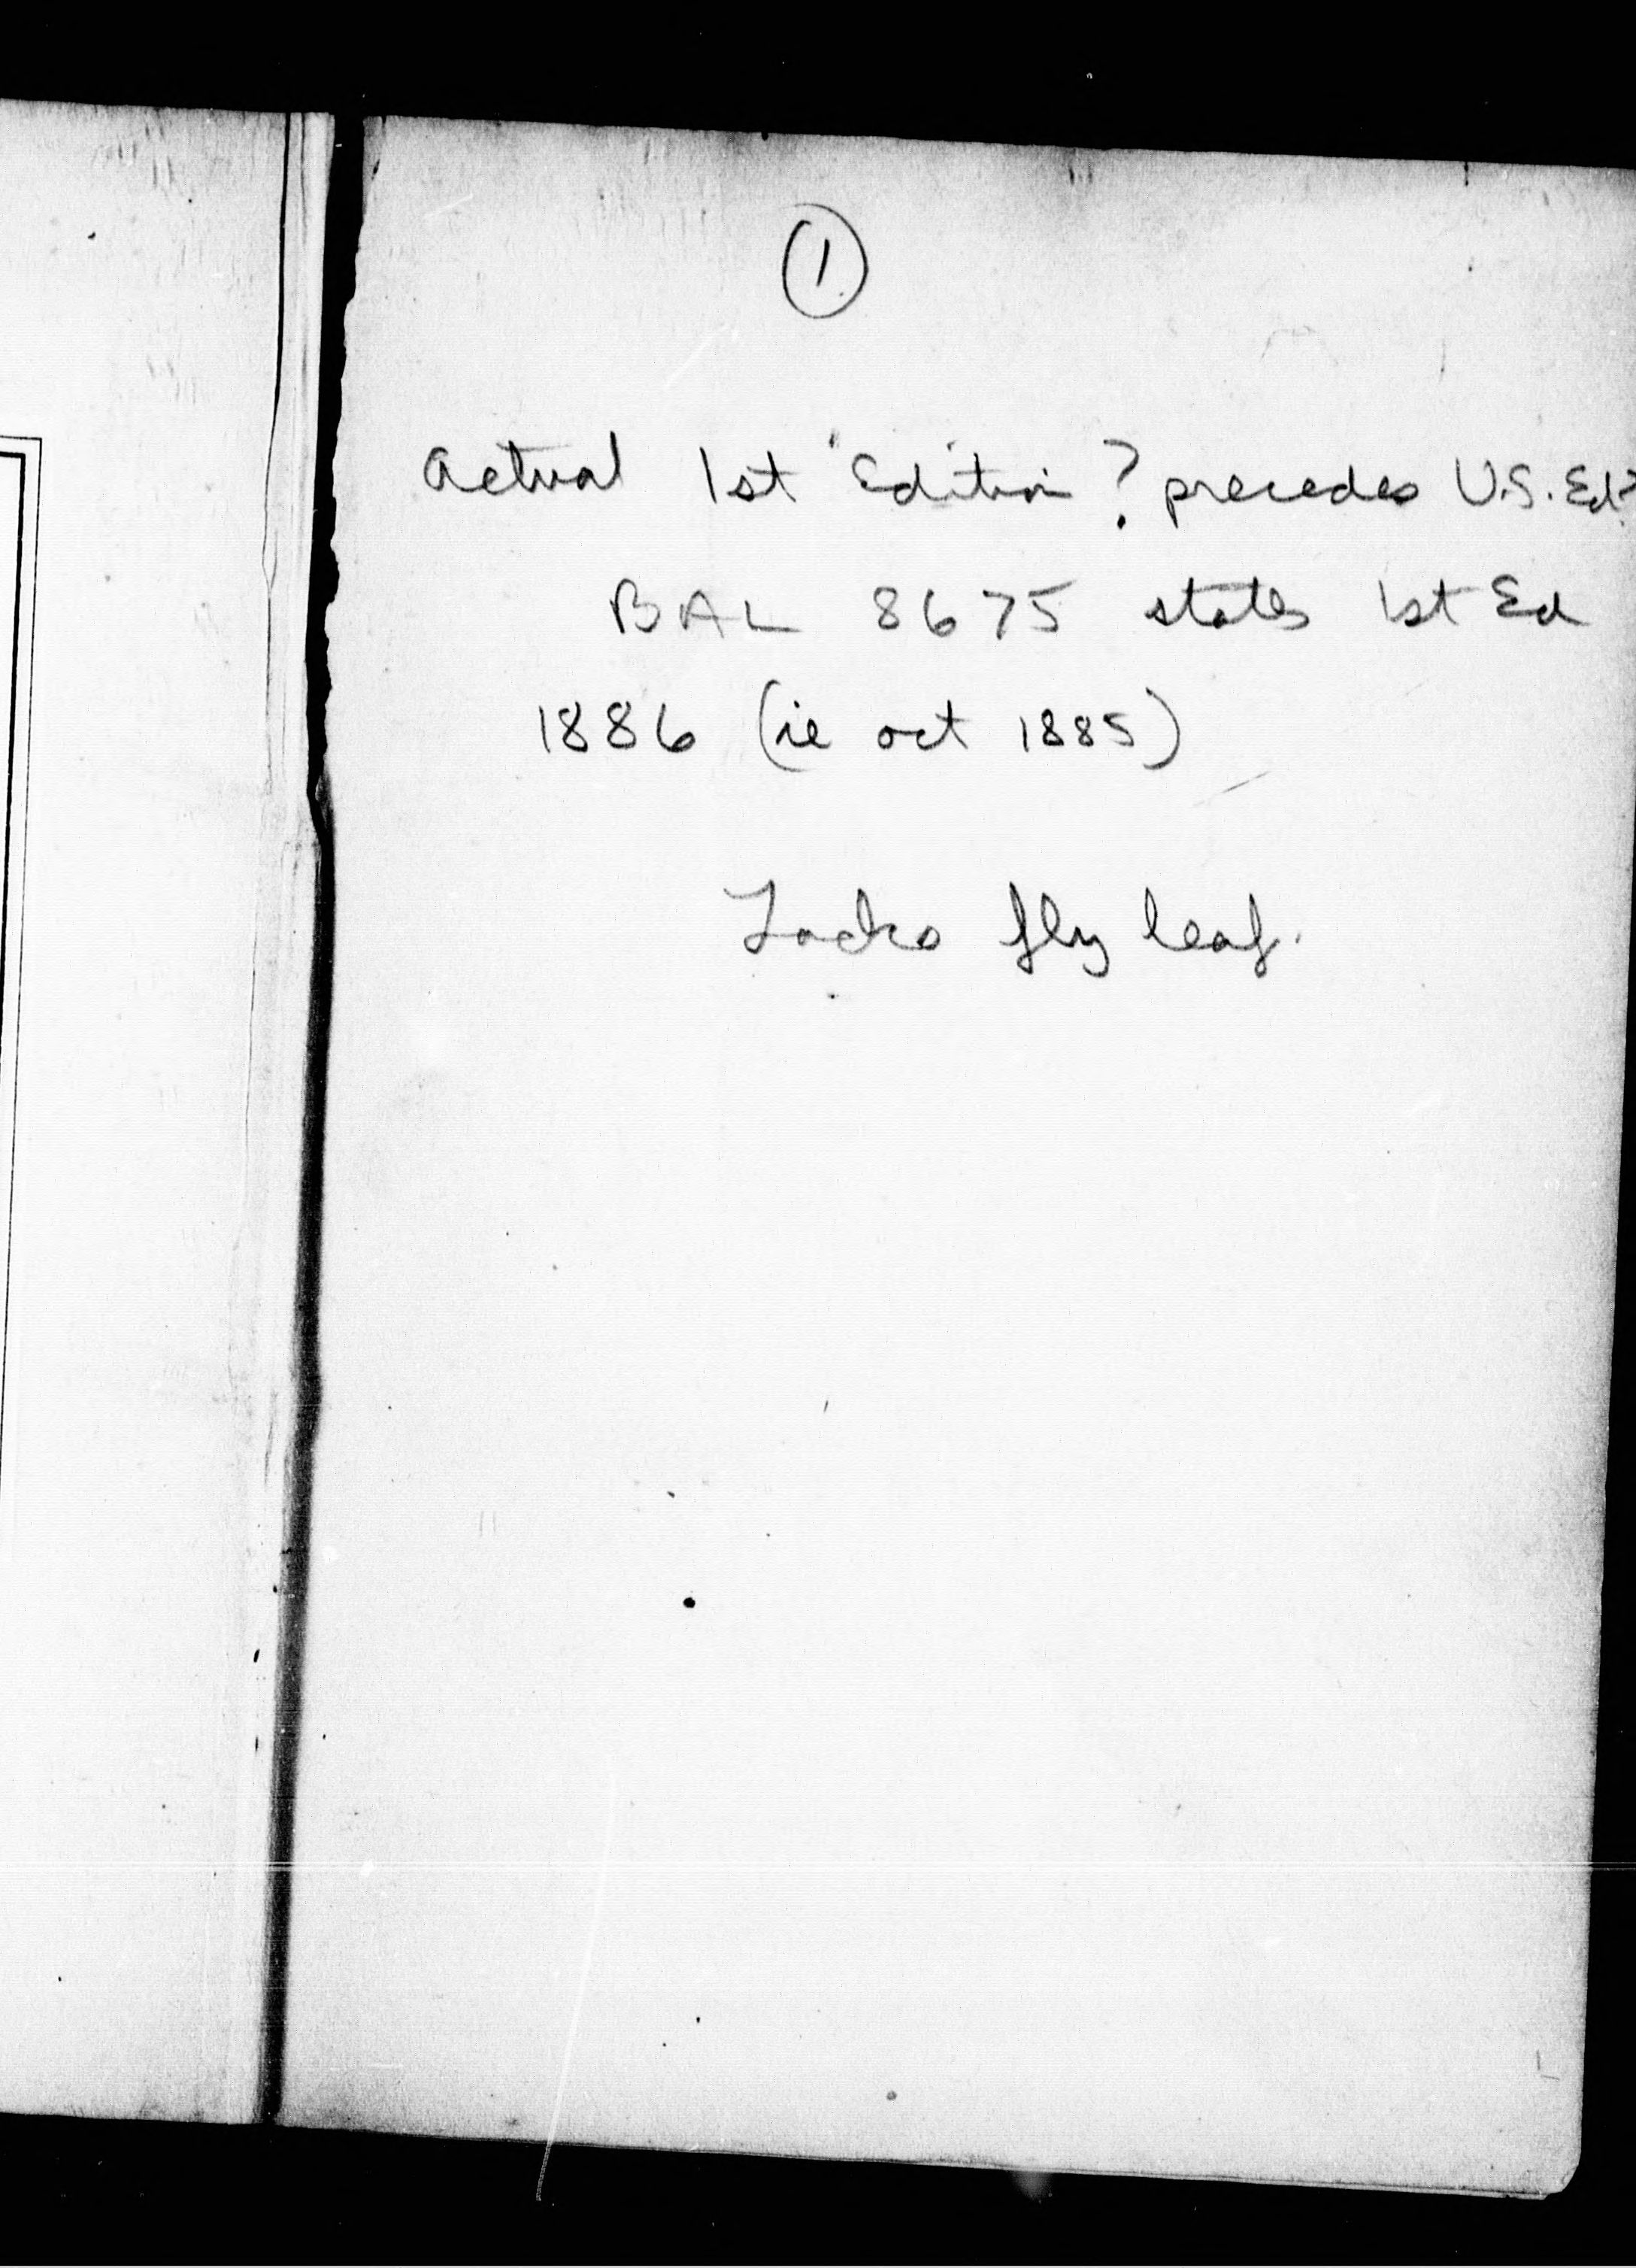 1
Actual 1st Edition? precedes U.S. Ed?
BAL 8675 states 1st Ed
1886 (ie oct 1885)
Lacks fly leaf.